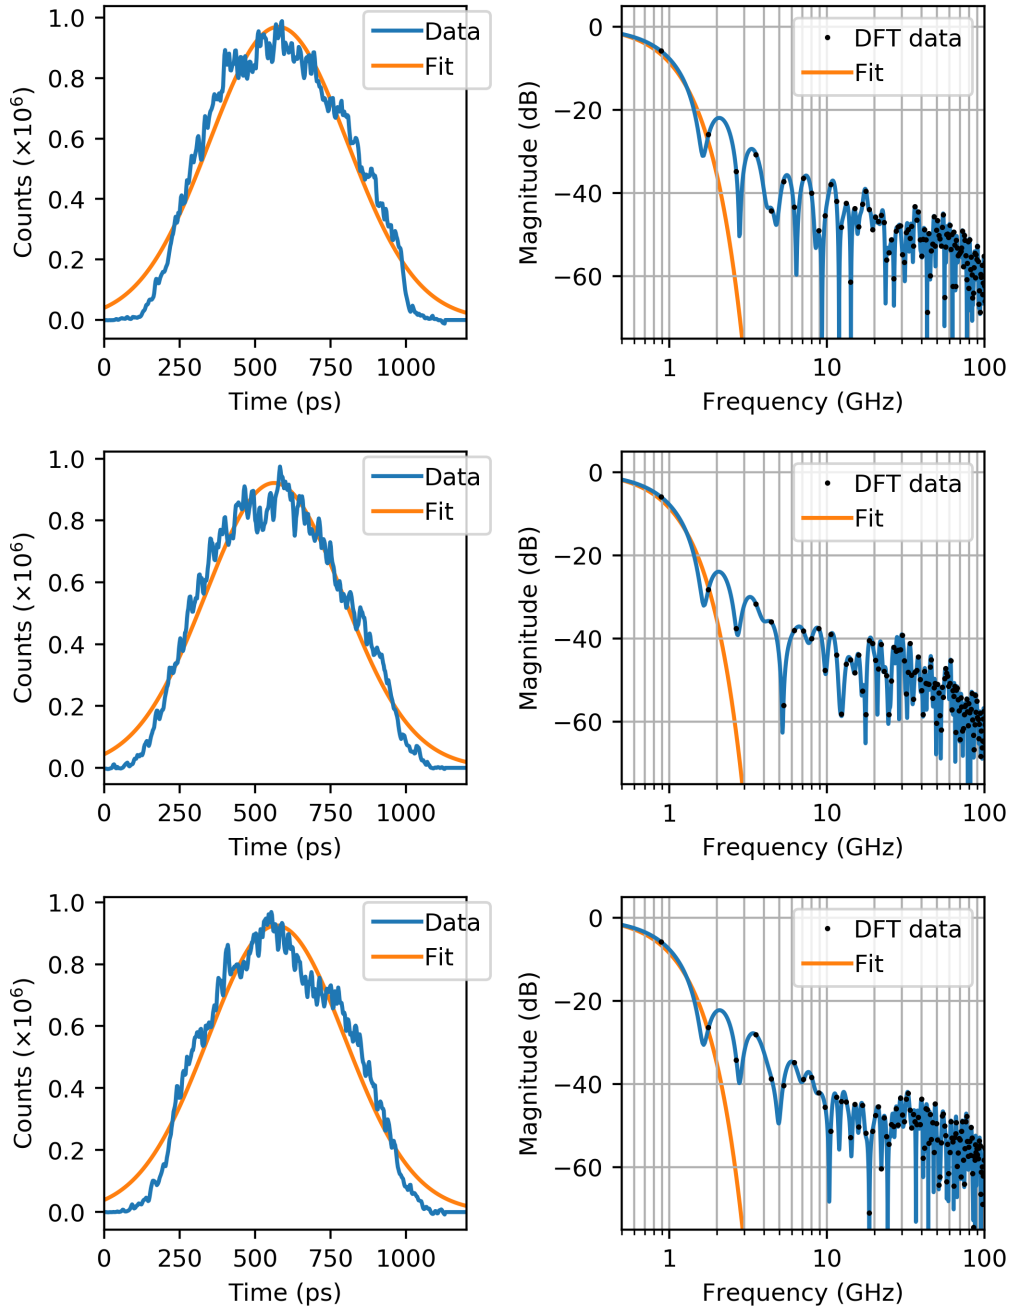 1.0
0.8
0.6
0.4
0.2
0.0
Counts (×10⁶)
Data
Fit
0 250 500 750 1000
Time (ps)
0
−20
−40
−60
Magnitude (dB)
DFT data
Fit
1 10 100
Frequency (GHz)
1.0
0.8
0.6
0.4
0.2
0.0
Counts (×10⁶)
Data
Fit
0 250 500 750 1000
Time (ps)
0
−20
−40
−60
Magnitude (dB)
DFT data
Fit
1 10 100
Frequency (GHz)
1.0
0.8
0.6
0.4
0.2
0.0
Counts (×10⁶)
Data
Fit
0 250 500 750 1000
Time (ps)
0
−20
−40
−60
Magnitude (dB)
DFT data
Fit
1 10 100
Frequency (GHz)